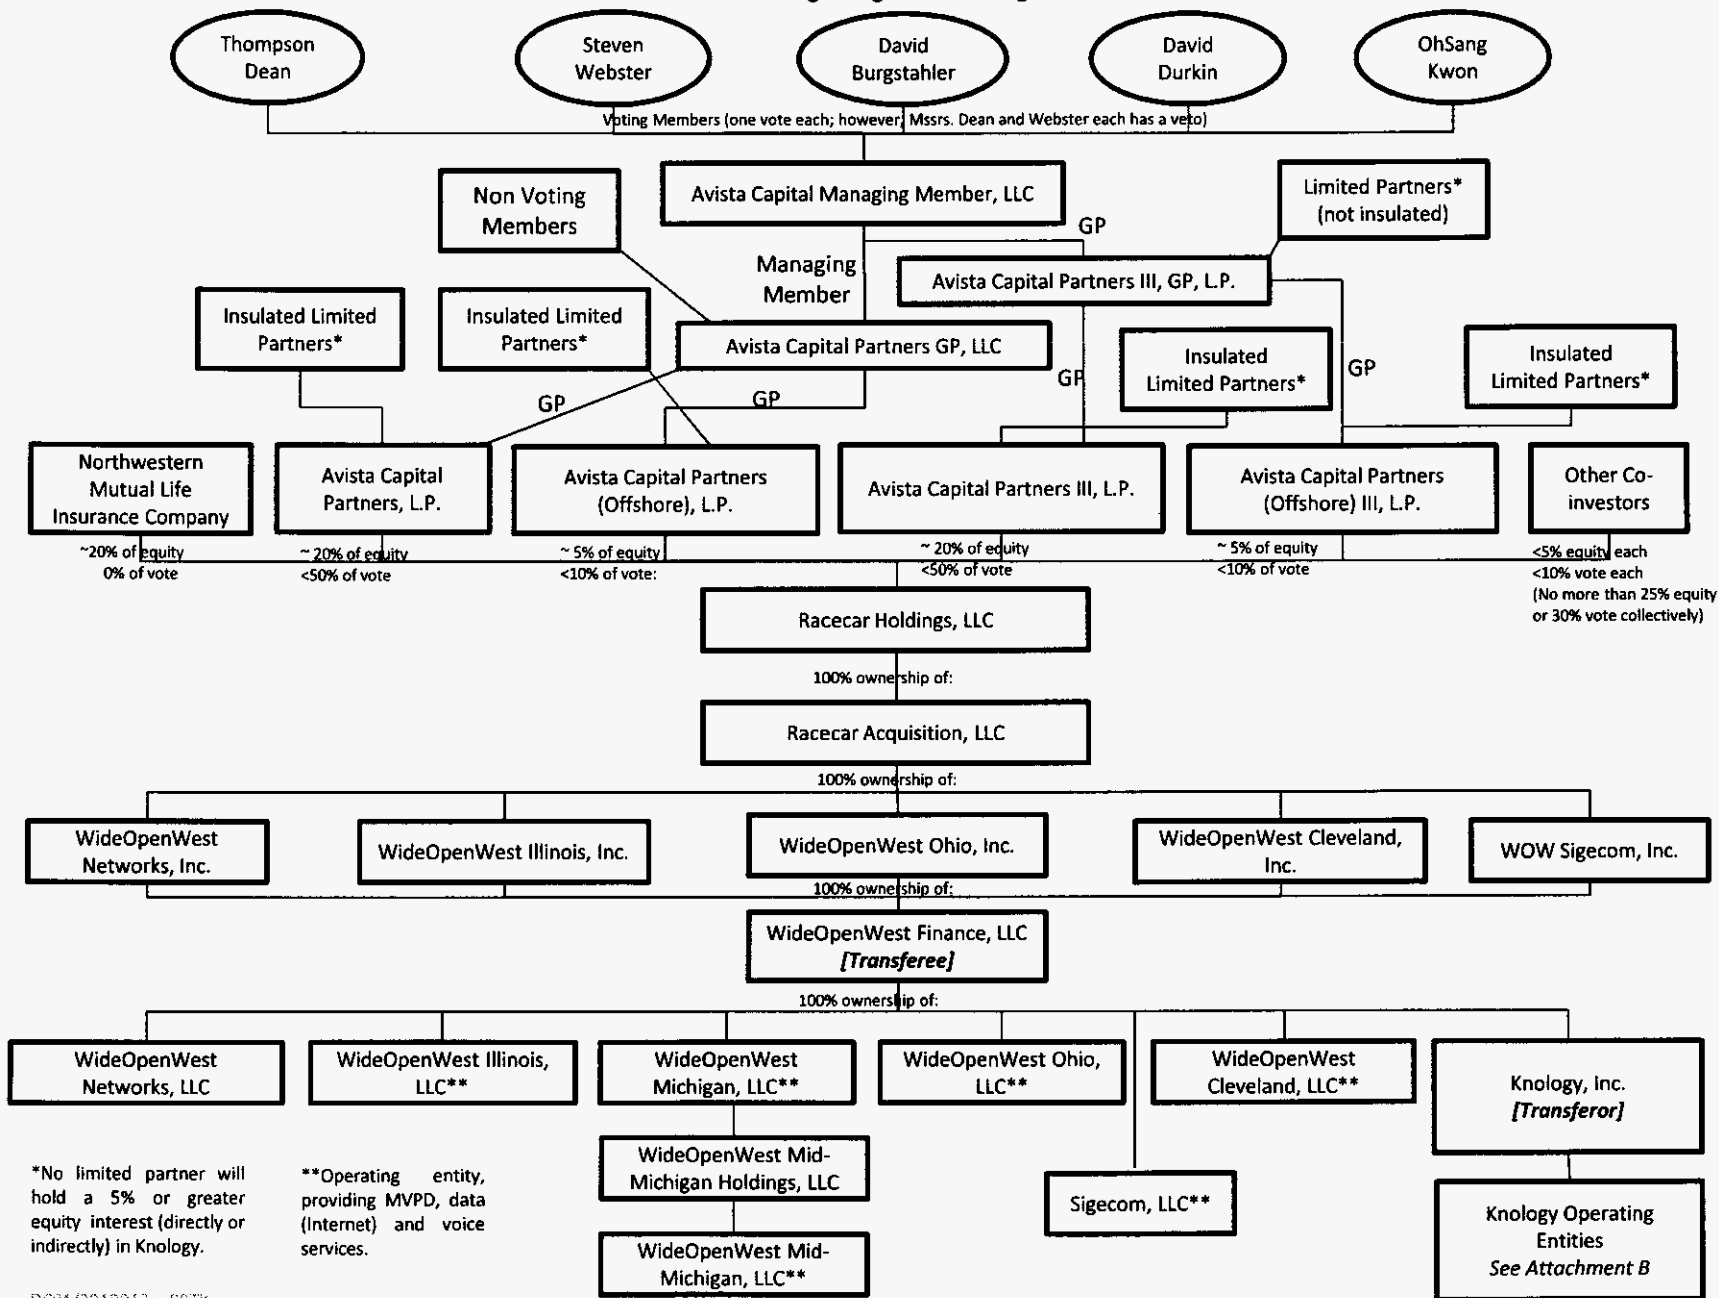 Thompson
Dean
Steven
Webster
David
Burgstahler
David
Durkin
OhSang
Kwon
Voting Members (one vote each; however, Mssrs. Dean and Webster each has a veto)
Avista Capital Managing Member, LLC
Non Voting
Members
Limited Partners*
(not insulated)
GP
Managing
Member
Avista Capital Partners III, GP, L.P.
Insulated Limited
Partners*
Insulated Limited
Partners*
Avista Capital Partners GP, LLC
Insulated
Limited Partners*
Insulated
Limited Partners*
GP
GP
GP
GP
Northwestern
Mutual Life
Insurance Company
Avista Capital
Partners, L.P.
Avista Capital Partners
(Offshore), L.P.
Avista Capital Partners III, L.P.
Avista Capital Partners
(Offshore) III, L.P.
Other Co-
investors
~20% of equity
0% of vote
~ 20% of equity
<50% of vote
~ 5% of equity
<10% of vote:
~ 20% of equity
<50% of vote
~ 5% of equity
<10% of vote
<5% equity each
<10% vote each
(No more than 25% equity
or 30% vote collectively)
Racecar Holdings, LLC
100% ownership of:
Racecar Acquisition, LLC
100% ownership of:
WideOpenWest
Networks, Inc.
WideOpenWest Illinois, Inc.
WideOpenWest Ohio, Inc.
WideOpenWest Cleveland,
Inc.
WOW Sigecom, Inc.
100% ownership of:
WideOpenWest Finance, LLC
[Transferee]
100% ownership of:
WideOpenWest
Networks, LLC
WideOpenWest Illinois,
LLC**
WideOpenWest
Michigan, LLC**
WideOpenWest Ohio,
LLC**
WideOpenWest
Cleveland, LLC**
Knology, Inc.
[Transferor]
WideOpenWest Mid-
Michigan Holdings, LLC
Sigecom, LLC**
WideOpenWest Mid-
Michigan, LLC**
Knology Operating
Entities
See Attachment B
*No limited partner will
hold a 5% or greater
equity interest (directly or
indirectly) in Knology.
**Operating entity,
providing MVPD, data
(Internet) and voice
services.